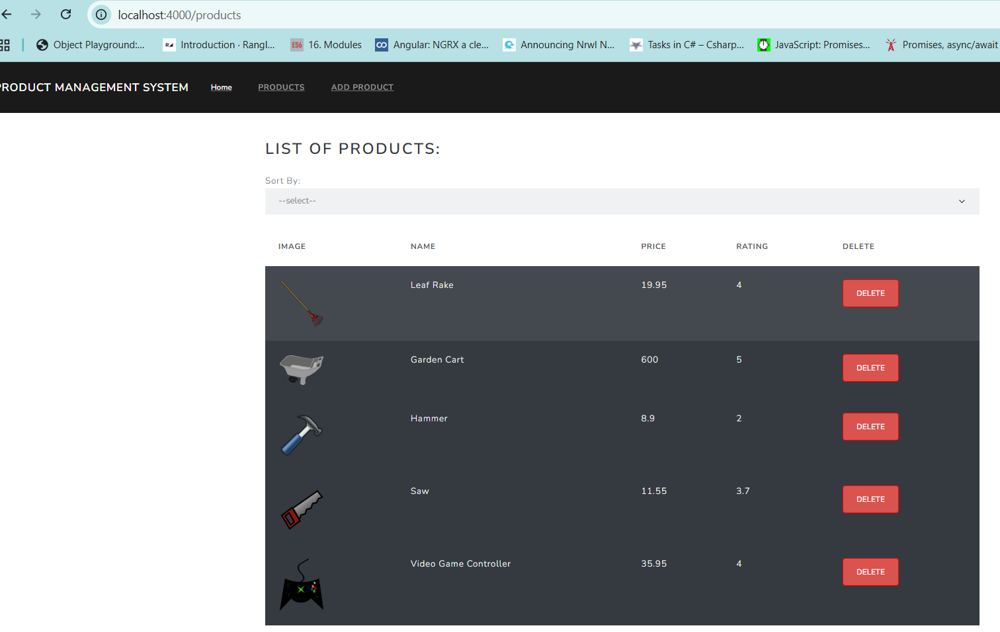 localhost:4000/products
Object Playground:... Introduction · Rangl... ES6 16. Modules Angular: NGRX a cle... Announcing Nrwl N... Tasks in C# – Csharp... JavaScript: Promises... Promises, async/await
PRODUCT MANAGEMENT SYSTEM Home PRODUCTS ADD PRODUCT
LIST OF PRODUCTS:
Sort By:
--select--
IMAGE NAME PRICE RATING DELETE
Leaf Rake 19.95 4 DELETE
Garden Cart 600 5 DELETE
Hammer 8.9 2 DELETE
Saw 11.55 3.7 DELETE
Video Game Controller 35.95 4 DELETE